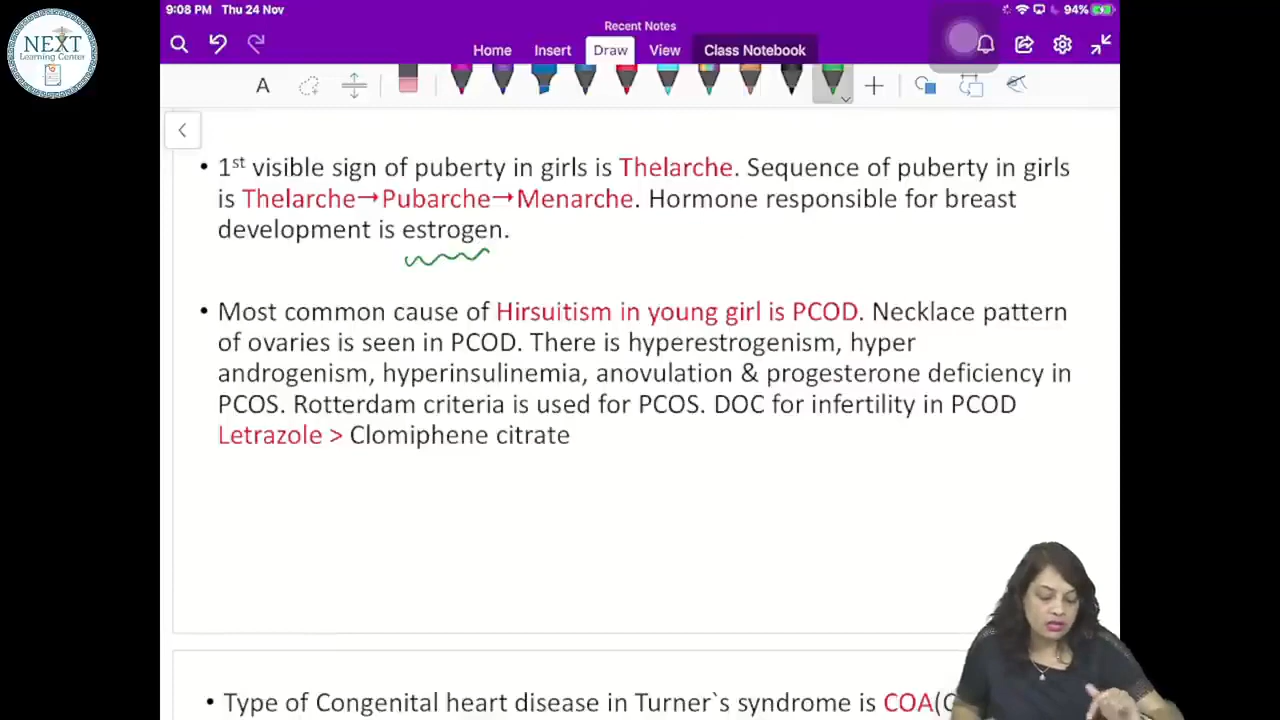 9:08 PM Thu 24 Nov
94%
Recent Notes
Home Insert Draw View Class Notebook
NEXT
Learning Center
A
• 1st visible sign of puberty in girls is Thelarche. Sequence of puberty in girls
is Thelarche→Pubarche→Menarche. Hormone responsible for breast
development is estrogen.
• Most common cause of Hirsuitism in young girl is PCOD. Necklace pattern
of ovaries is seen in PCOD. There is hyperestrogenism, hyper
androgenism, hyperinsulinemia, anovulation & progesterone deficiency in
PCOS. Rotterdam criteria is used for PCOS. DOC for infertility in PCOD
Letrazole > Clomiphene citrate
• Type of Congenital heart disease in Turner`s syndrome is COA(